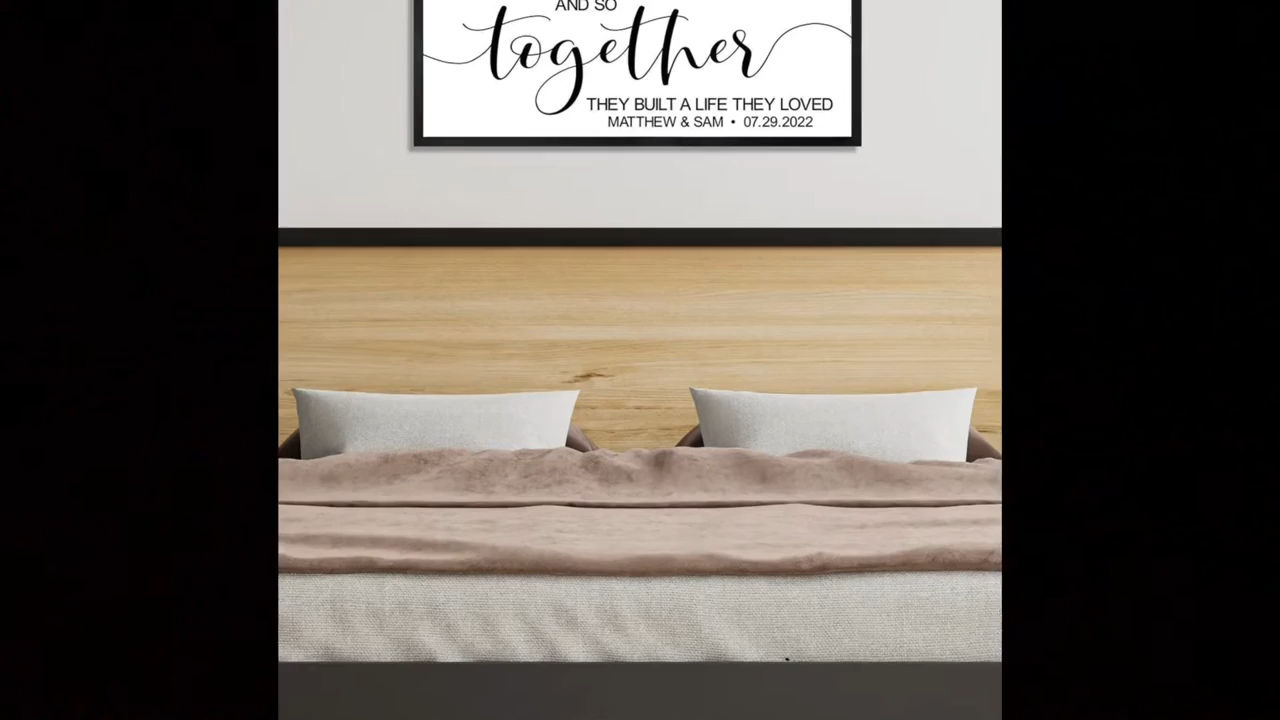 AND SO
together
THEY BUILT A LIFE THEY LOVED
MATTHEW & SAM • 07.29.2022